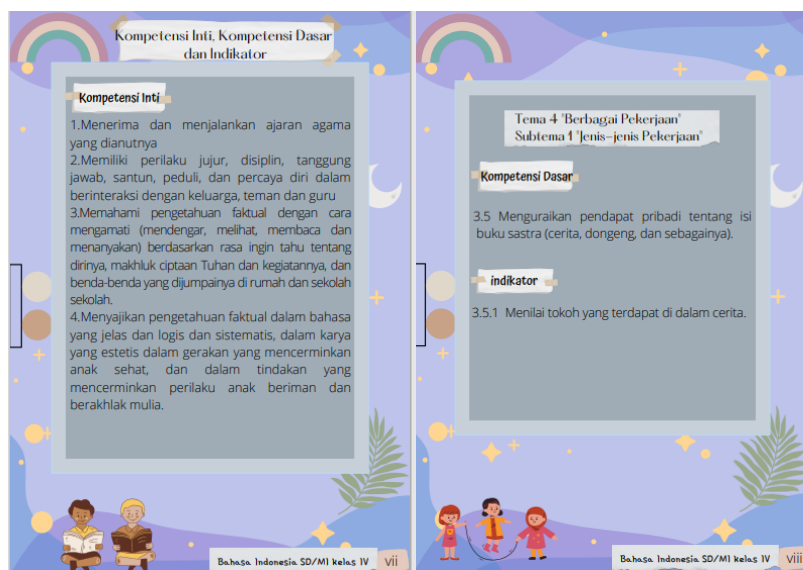 Kompetensi Inti, Kompetensi Dasar
dan Indikator
Kompetensi Inti
1.Menerima dan menjalankan ajaran agama
yang dianutnya
2.Memiliki perilaku jujur, disiplin, tanggung
jawab, santun, peduli, dan percaya diri dalam
berinteraksi dengan keluarga, teman dan guru
3.Memahami pengetahuan faktual dengan cara
mengamati (mendengar, melihat, membaca dan
menanyakan) berdasarkan rasa ingin tahu tentang
dirinya, makhluk ciptaan Tuhan dan kegiatannya, dan
benda-benda yang dijumpainya di rumah dan sekolah
sekolah.
4.Menyajikan pengetahuan faktual dalam bahasa
yang jelas dan logis dan sistematis, dalam karya
yang estetis dalam gerakan yang mencerminkan
anak sehat, dan dalam tindakan yang
mencerminkan perilaku anak beriman dan
berakhlak mulia.
Bahasa Indonesia SD/MI kelas IV vii
Tema 4 "Berbagai Pekerjaan"
Subtema 1 "Jenis-jenis Pekerjaan"
Kompetensi Dasar
3.5 Menguraikan pendapat pribadi tentang isi
buku sastra (cerita, dongeng, dan sebagainya).
indikator
3.5.1 Menilai tokoh yang terdapat di dalam cerita.
Bahasa Indonesia SD/MI kelas IV viii